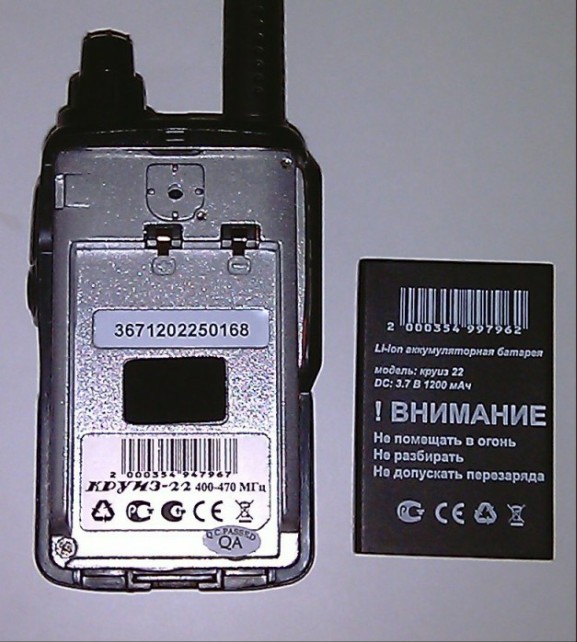 3671202250168
2 000354 947967
КРУИЗ-22 400-470 МГц
Q.C.PASSED
QA
2 000354 997962
Li-Ion аккумуляторная батарея
модель: круиз 22
DC: 3.7 В 1200 мАч
! ВНИМАНИЕ
Не помещать в огонь
Не разбирать
Не допускать перезаряда
CE